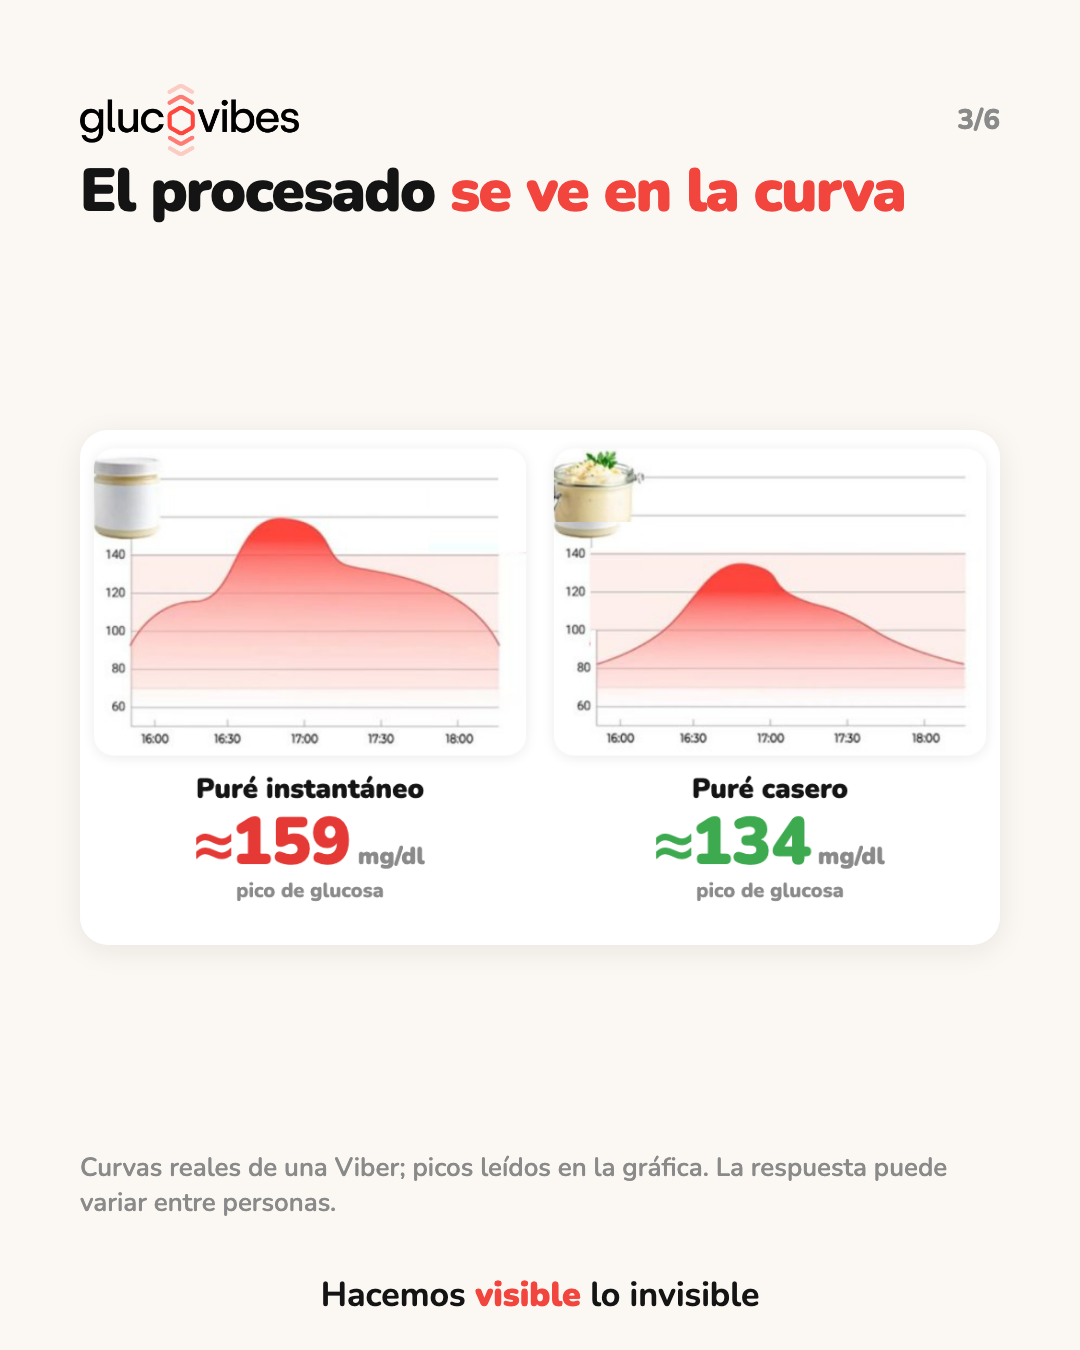 glucovibes
3/6
El procesado se ve en la curva
140
120
100
80
60
16:00 16:30 17:00 17:30 18:00
140
120
100
80
60
16:00 16:30 17:00 17:30 18:00
Puré instantáneo
≈159 mg/dl
pico de glucosa
Puré casero
≈134 mg/dl
pico de glucosa
Curvas reales de una Viber; picos leídos en la gráfica. La respuesta puede
variar entre personas.
Hacemos visible lo invisible